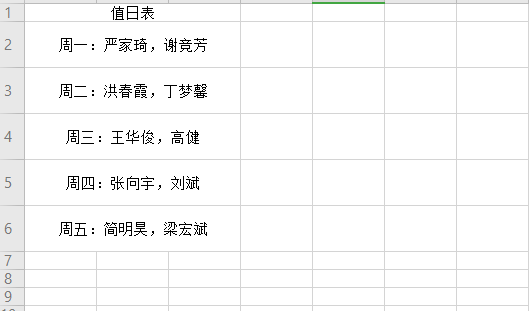 1 值日表
2 周一：严家琦，谢竞芳
3 周二：洪春霞，丁梦馨
4 周三：王华俊，高健
5 周四：张向宇，刘斌
6 周五：简明昊，梁宏斌
7
8
9